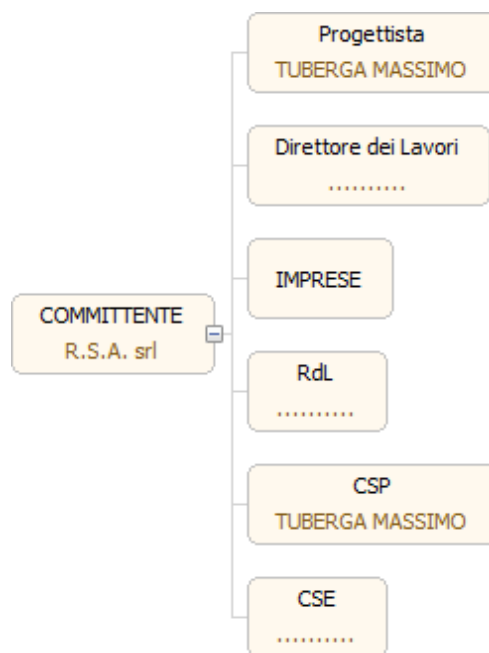 Progettista
TUBERGA MASSIMO
Direttore dei Lavori
..........
IMPRESE
COMMITTENTE
R.S.A. srl
RdL
..........
CSP
TUBERGA MASSIMO
CSE
..........